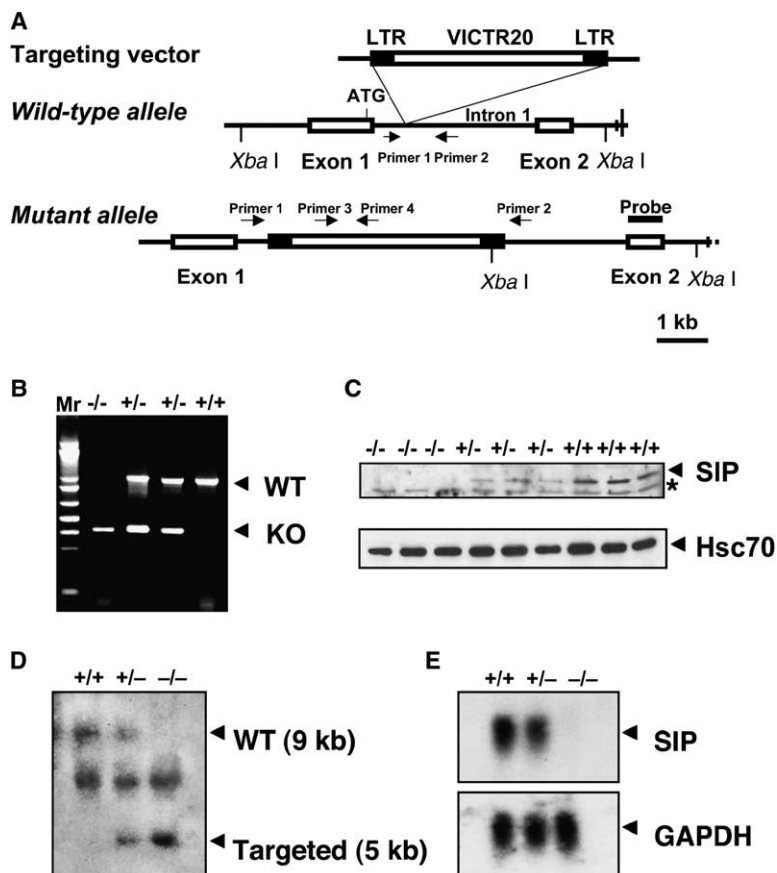 A
LTR VICTR20 LTR
Targeting vector
ATG
Wild-type allele
Intron 1
Xba I Exon 1 Primer 1 Primer 2 Exon 2 Xba I
Mutant allele
Primer 1 Primer 3 Primer 4 Primer 2 Probe
Exon 1 Xba I Exon 2 Xba I
1 kb
B
Mr -/- +/- +/- +/+
WT
KO
C
-/- -/- -/- +/- +/- +/- +/+ +/+ +/+
SIP
*
Hsc70
D
+/+ +/− −/−
WT (9 kb)
Targeted (5 kb)
E
+/+ +/− −/−
SIP
GAPDH